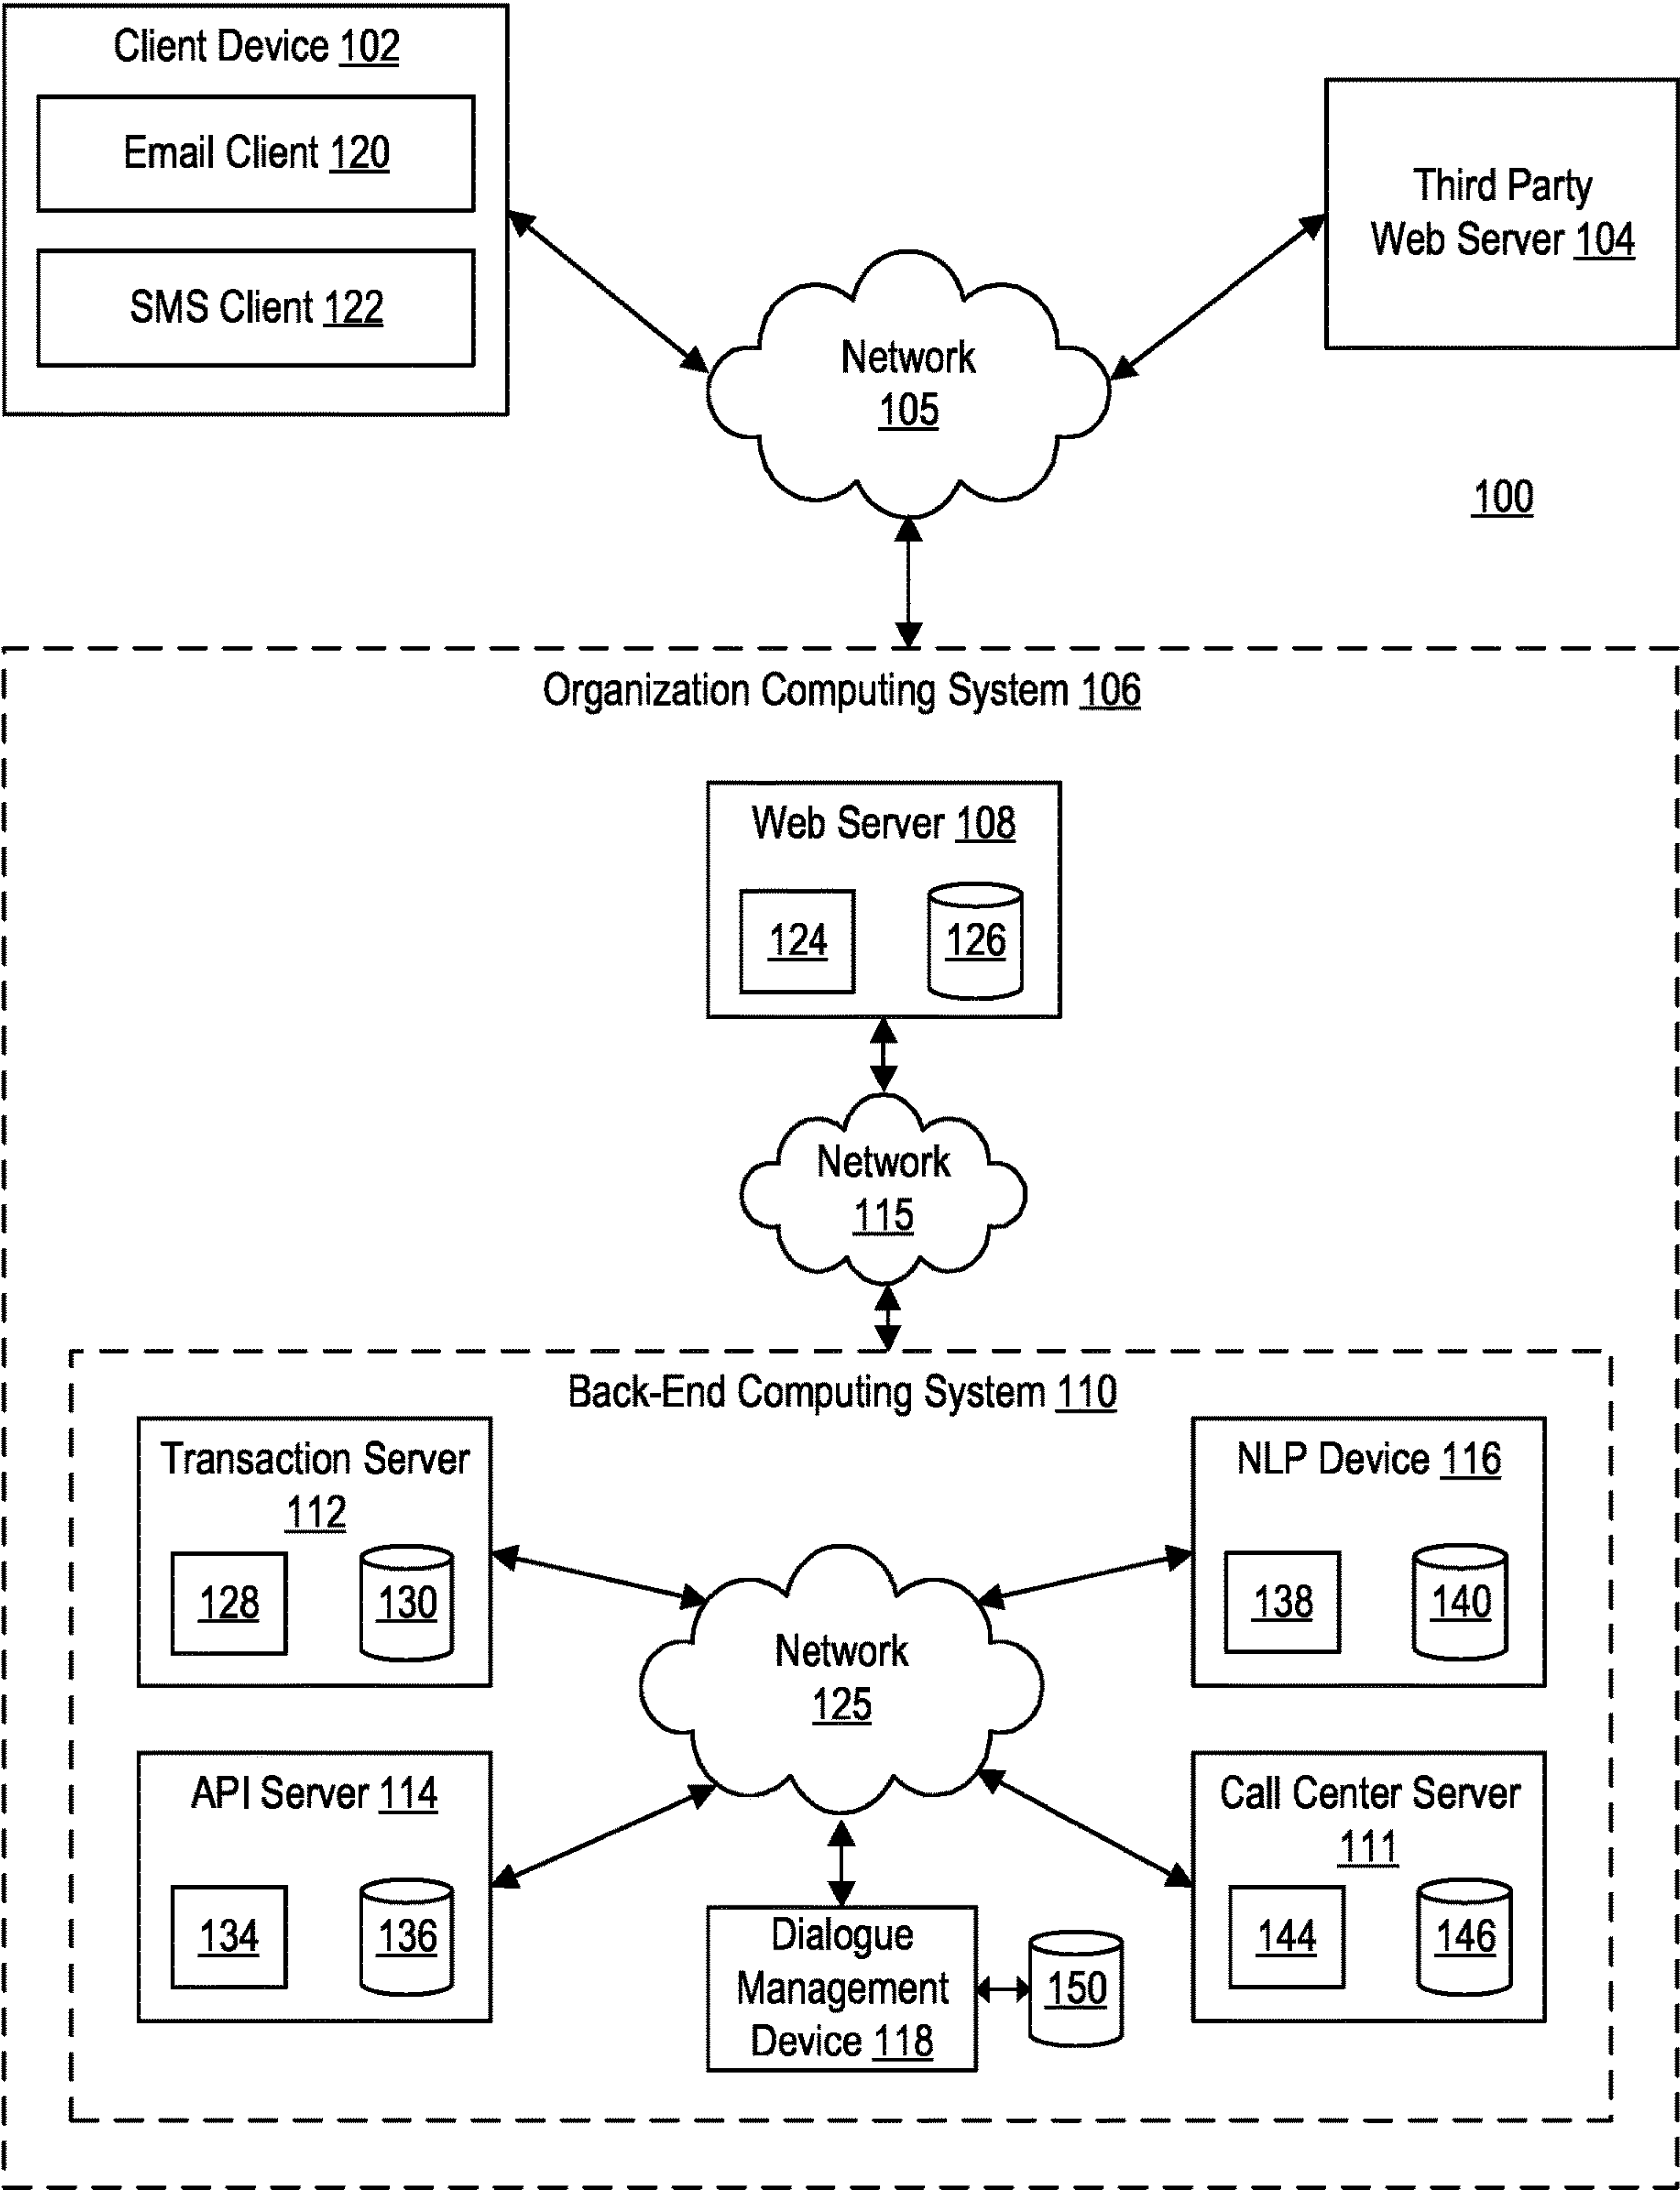 Client Device 102
Email Client 120
SMS Client 122
Third Party
Web Server 104
Network
105
100
Organization Computing System 106
Web Server 108
124
126
Network
115
Back-End Computing System 110
Transaction Server
112
128
130
NLP Device 116
138
140
Network
125
API Server 114
134
136
Call Center Server
111
144
146
Dialogue
Management
Device 118
150